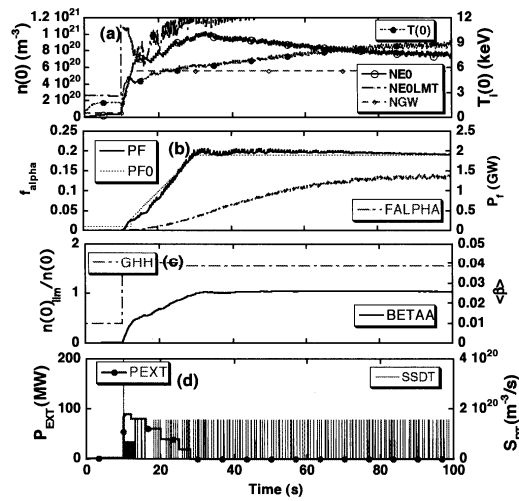 1.2 10²¹
1 10²¹
8 10²⁰
6 10²⁰
4 10²⁰
2 10²⁰
0
n(0) (m⁻³)
(a)
T(0)
NE0
NE0LMT
NGW
12
10
8
6
4
2
0
Tᵢ(0) (keV)
0.25
0.2
0.15
0.1
0.05
0
f_alpha
(b)
PF
PF0
FALPHA
2.5
2
1.5
1
0.5
0
P_f (GW)
2
1
0
n(0)_lim/n(0)
GHH
(c)
BETAA
0.05
0.04
0.03
0.02
0.01
0
<β>
200
100
0
P_EXT (MW)
PEXT
(d)
SSDT
4 10²⁰
2 10²⁰
0
S_DT (m⁻³/s)
0 20 40 60 80 100
Time (s)